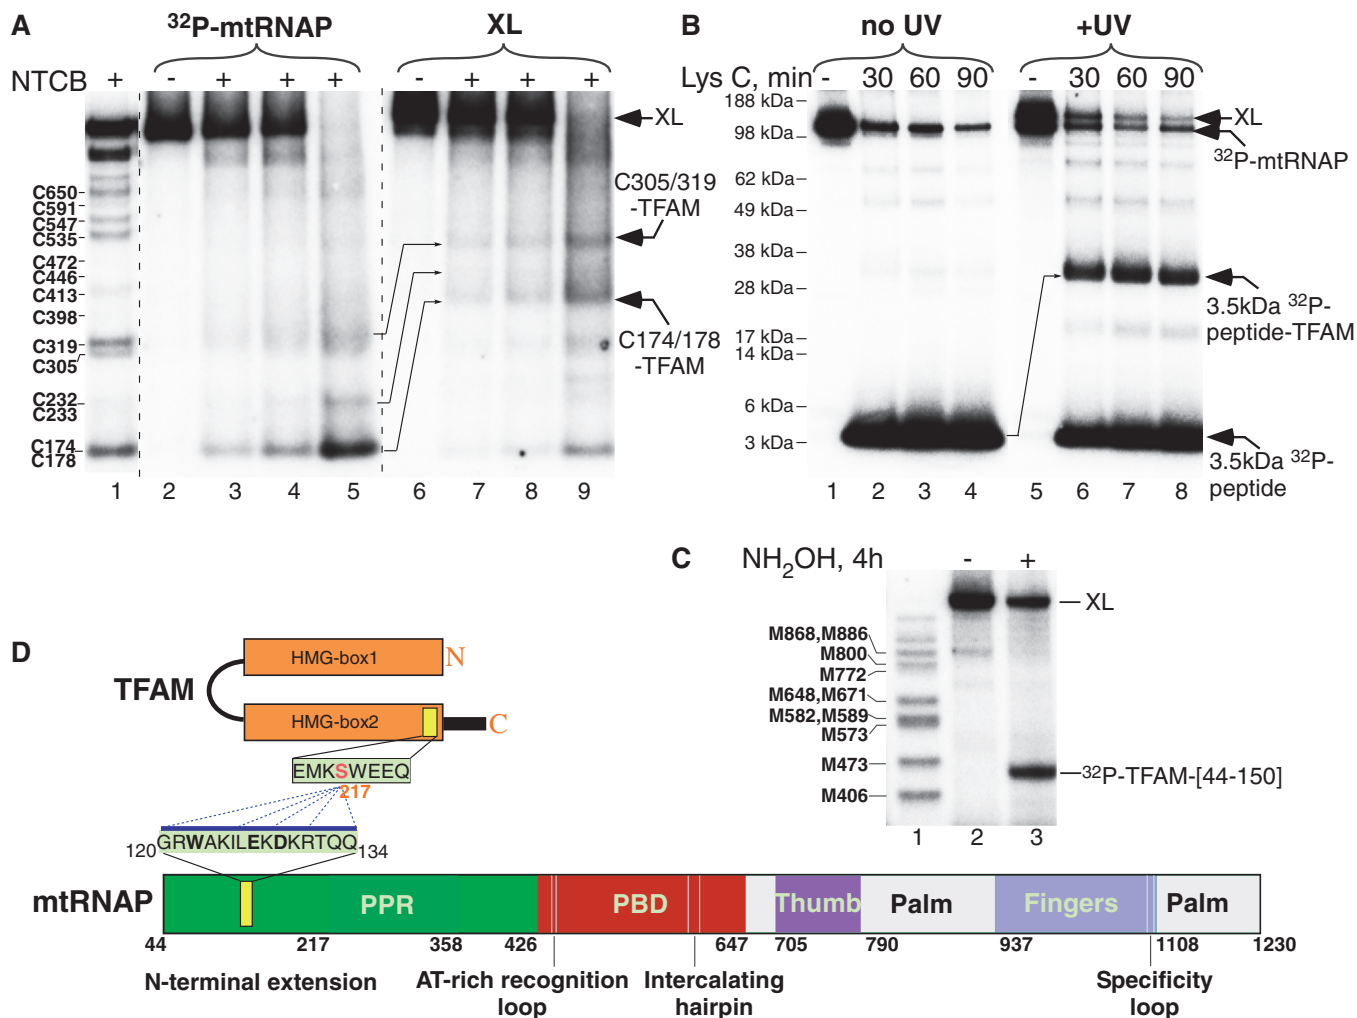 A
³²P-mtRNAP
XL
NTCB + - + + + - + + +
XL
C305/319
-TFAM
C174/178
-TFAM
C650
C591
C547
C535
C472
C446
C413
C398
C319
C305
C232
C233
C174
C178
1 2 3 4 5 6 7 8 9
B
no UV
+UV
Lys C, min - 30 60 90 - 30 60 90
188 kDa
98 kDa
62 kDa
49 kDa
38 kDa
28 kDa
17 kDa
14 kDa
6 kDa
3 kDa
XL
³²P-mtRNAP
3.5kDa ³²P-
peptide-TFAM
3.5kDa ³²P-
peptide
1 2 3 4 5 6 7 8
C
NH₂OH, 4h - +
XL
M868,M886
M800
M772
M648,M671
M582,M589
M573
M473
M406
³²P-TFAM-[44-150]
1 2 3
D
TFAM
HMG-box1
N
HMG-box2
C
EMKSWEEQ
217
120 GRWAKILEKDKRTQQ 134
mtRNAP
PPR
PBD
Thumb
Palm
Fingers
Palm
44 217 358 426 647 705 790 937 1108 1230
N-terminal extension
AT-rich recognition
loop
Intercalating
hairpin
Specificity
loop